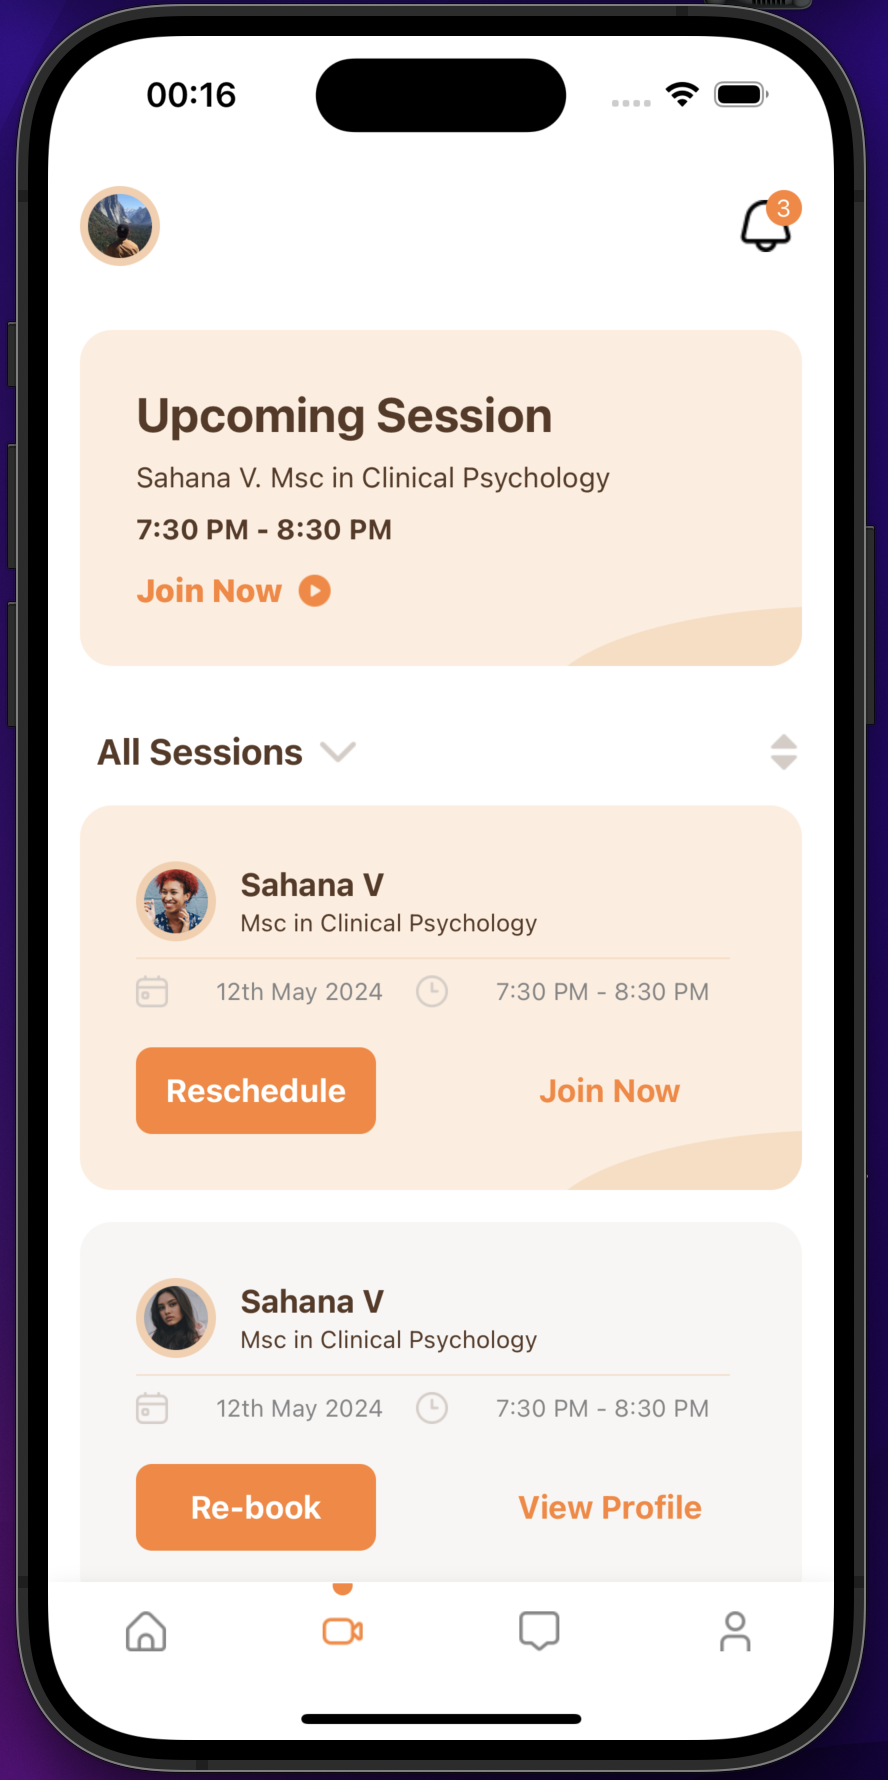 00:16
3
Upcoming Session
Sahana V. Msc in Clinical Psychology
7:30 PM - 8:30 PM
Join Now
All Sessions
Sahana V
Msc in Clinical Psychology
12th May 2024 7:30 PM - 8:30 PM
Reschedule Join Now
Sahana V
Msc in Clinical Psychology
12th May 2024 7:30 PM - 8:30 PM
Re-book View Profile